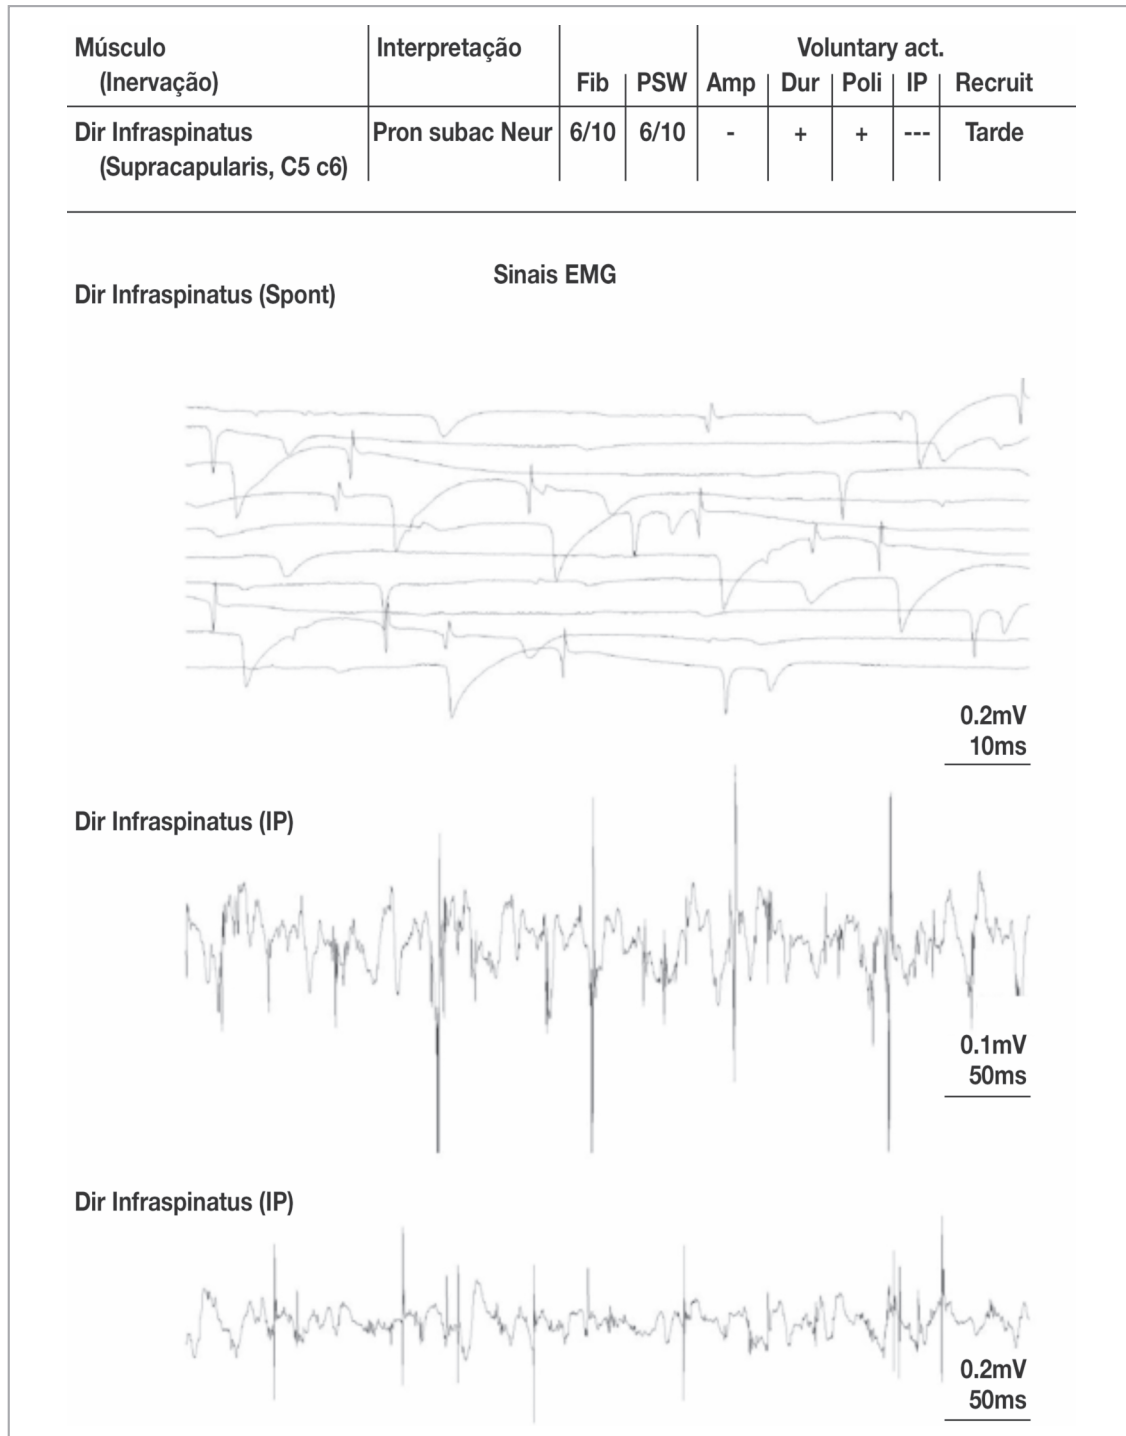 Músculo Interpretação Voluntary act.
(Inervação) Fib PSW Amp Dur Poli IP Recruit
Dir Infraspinatus Pron subac Neur 6/10 6/10 - + + --- Tarde
(Supracapularis, C5 c6)
Sinais EMG
Dir Infraspinatus (Spont)
0.2mV
10ms
Dir Infraspinatus (IP)
0.1mV
50ms
Dir Infraspinatus (IP)
0.2mV
50ms